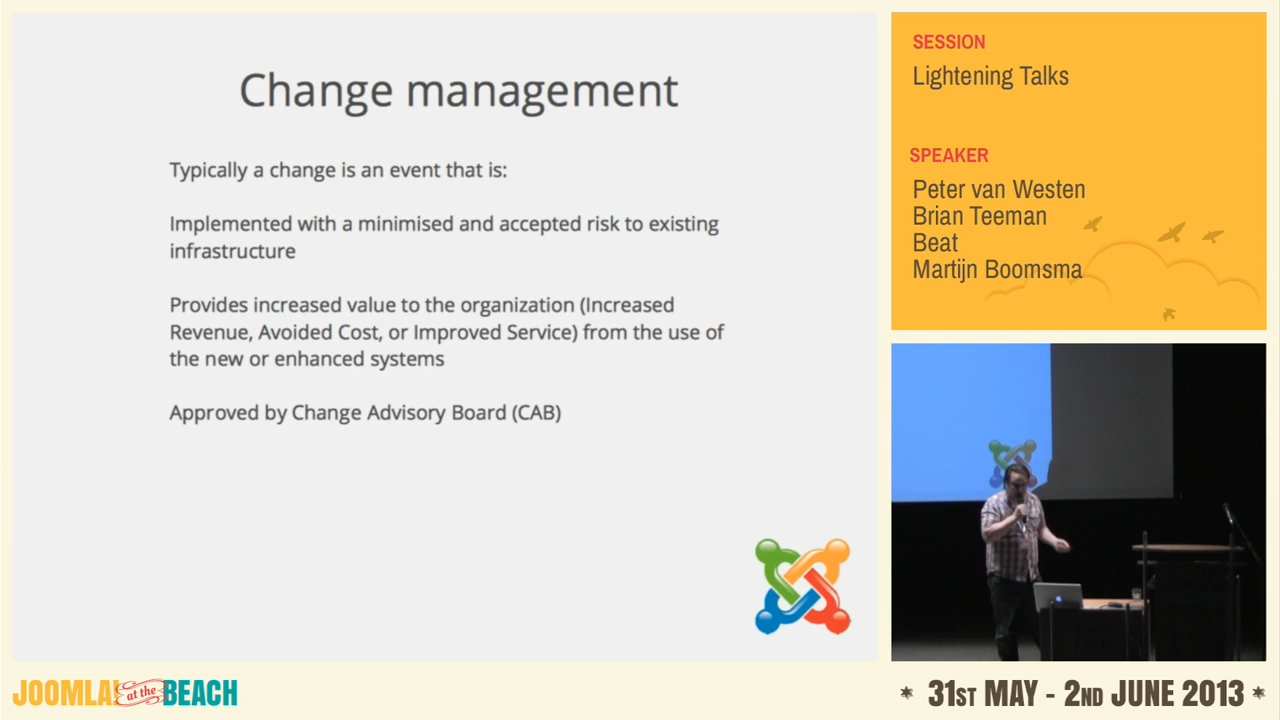 Change management
Typically a change is an event that is:
Implemented with a minimised and accepted risk to existing
infrastructure
Provides increased value to the organization (Increased
Revenue, Avoided Cost, or Improved Service) from the use of
the new or enhanced systems
Approved by Change Advisory Board (CAB)
SESSION
Lightening Talks
SPEAKER
Peter van Westen
Brian Teeman
Beat
Martijn Boomsma
JOOMLA! at the BEACH
* 31ST MAY - 2ND JUNE 2013 *